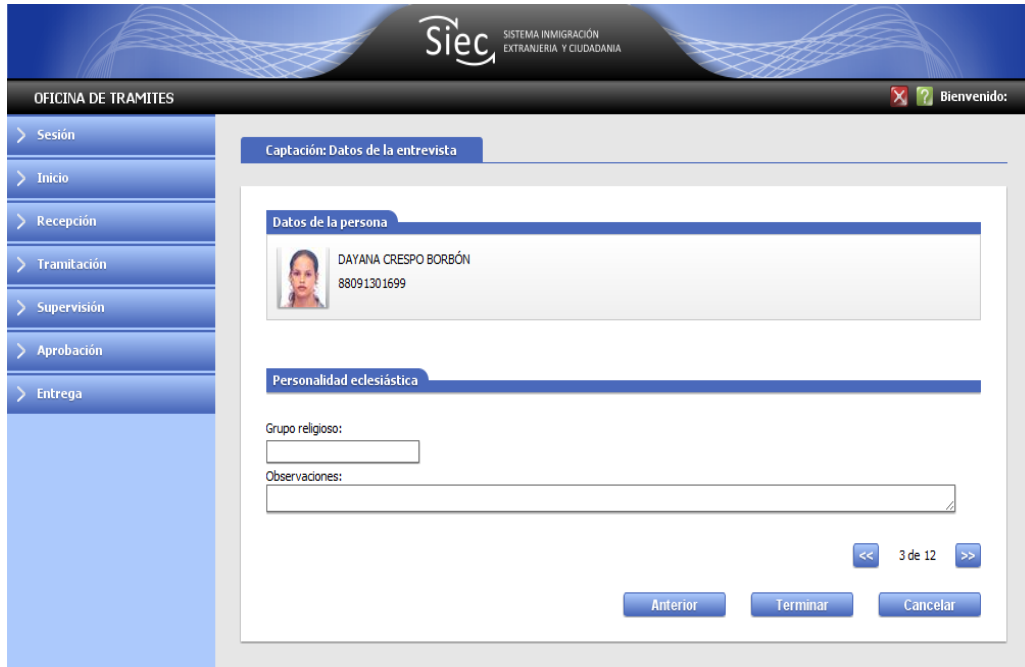 Siec
SISTEMA INMIGRACIÓN
EXTRANJERIA Y CIUDADANIA
OFICINA DE TRAMITES
Bienvenido:
Sesión
Inicio
Recepción
Tramitación
Supervisión
Aprobación
Entrega
Captación: Datos de la entrevista
Datos de la persona
DAYANA CRESPO BORBÓN
88091301699
Personalidad eclesiástica
Grupo religioso:
Observaciones:
<< 3 de 12 >>
Anterior Terminar Cancelar